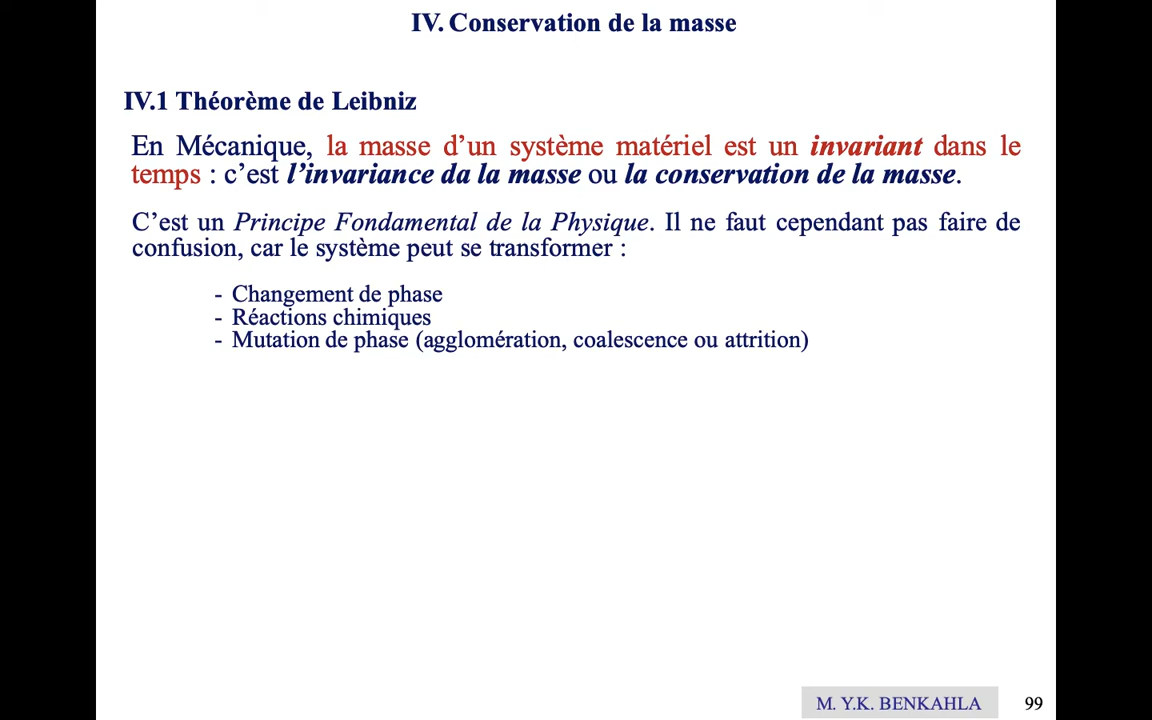 IV. Conservation de la masse
IV.1 Théorème de Leibniz
En Mécanique, la masse d’un système matériel est un invariant dans le
temps : c’est l’invariance da la masse ou la conservation de la masse.
C’est un Principe Fondamental de la Physique. Il ne faut cependant pas faire de
confusion, car le système peut se transformer :
- Changement de phase
- Réactions chimiques
- Mutation de phase (agglomération, coalescence ou attrition)
M. Y.K. BENKAHLA
99